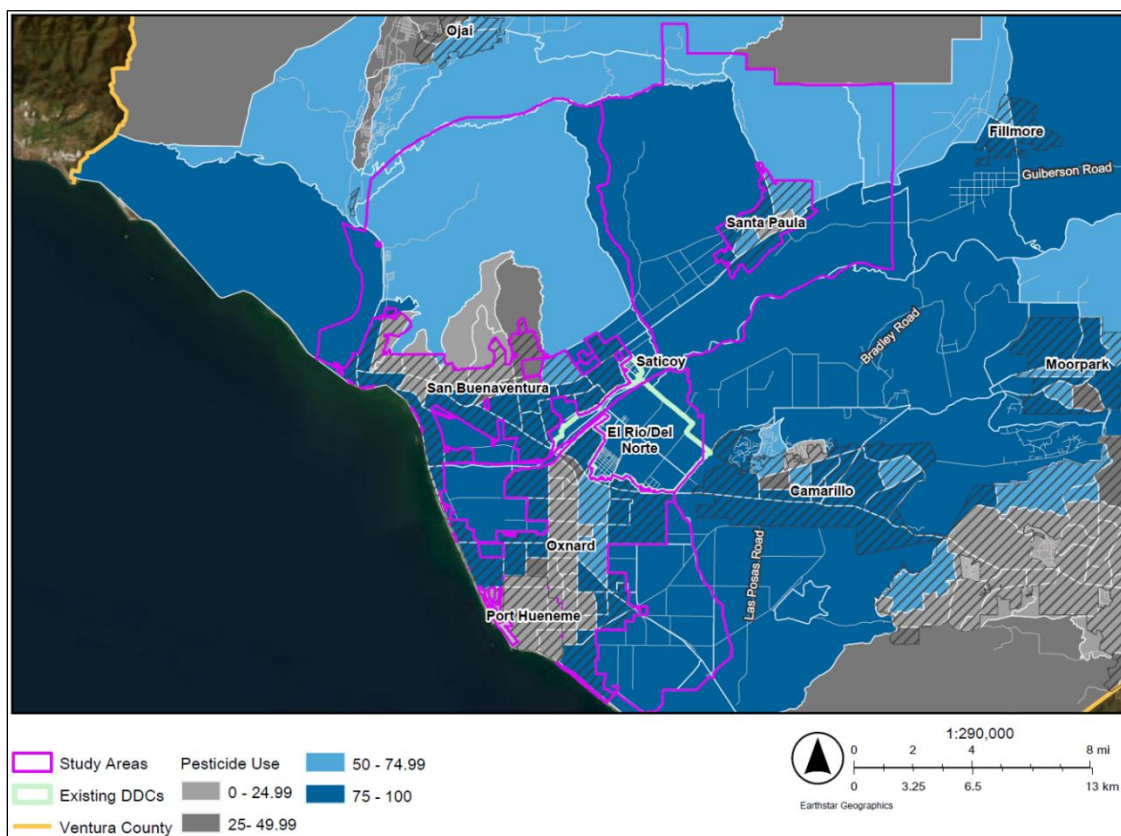 Ojai
Fillmore
Guiberson Road
Santa Paula
Bradley Road
Saticoy
Moorpark
San Buenaventura
El Rio/Del
Norte
Camarillo
Oxnard
Las Posas Road
Port Hueneme
Study Areas
Existing DDCs
Ventura County
Pesticide Use
0 - 24.99
25- 49.99
50 - 74.99
75 - 100
1:290,000
0 2 4 8 mi
0 3.25 6.5 13 km
Earthstar Geographics